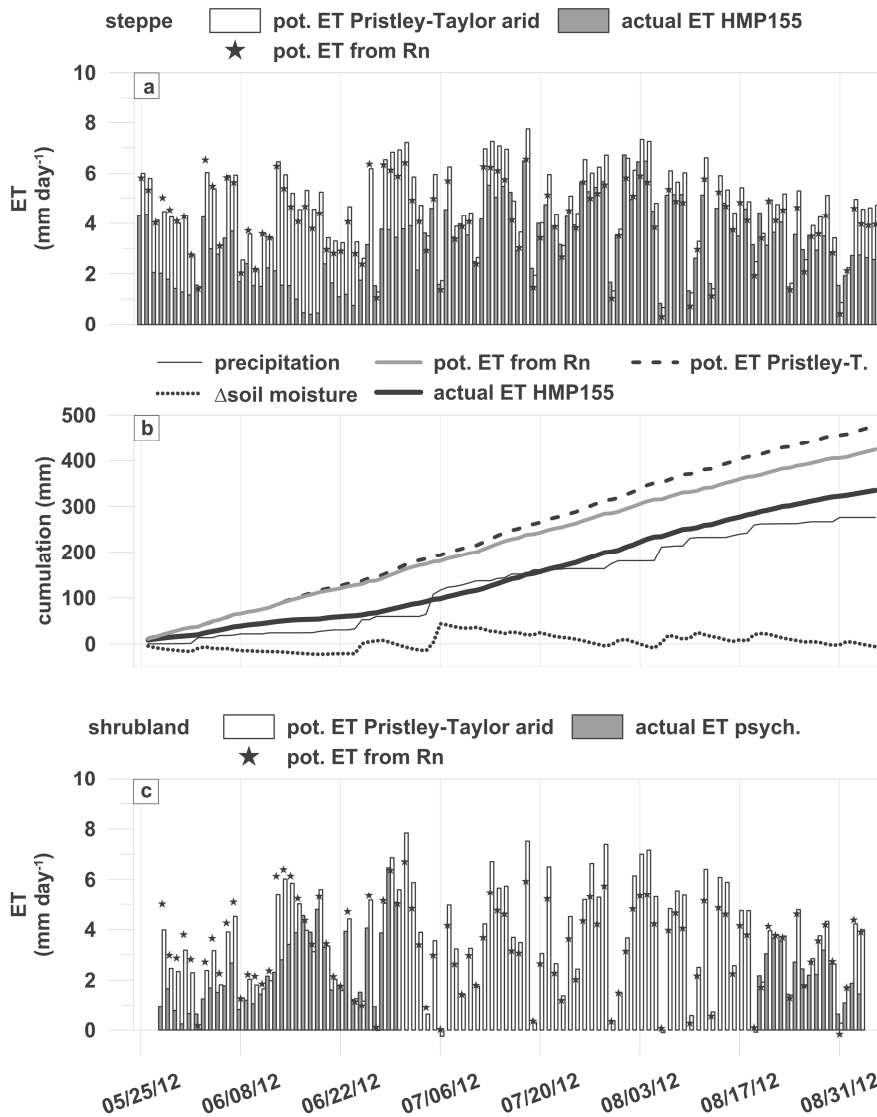 steppe pot. ET Pristley-Taylor arid actual ET HMP155
pot. ET from Rn
a
10
8
6
4
2
0
ET
(mm day-1)
precipitation pot. ET from Rn pot. ET Pristley-T.
Δsoil moisture actual ET HMP155
b
500
400
300
200
100
0
cumulation (mm)
shrubland pot. ET Pristley-Taylor arid actual ET psych.
pot. ET from Rn
c
10
8
6
4
2
0
ET
(mm day-1)
05/25/12 06/08/12 06/22/12 07/06/12 07/20/12 08/03/12 08/17/12 08/31/12